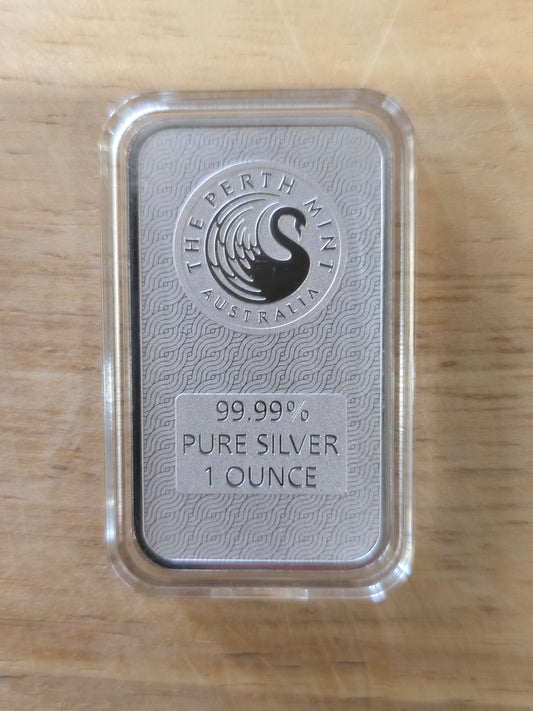 THE PERTH MINT
AUSTRALIA
99.99%
PURE SILVER
1 OUNCE